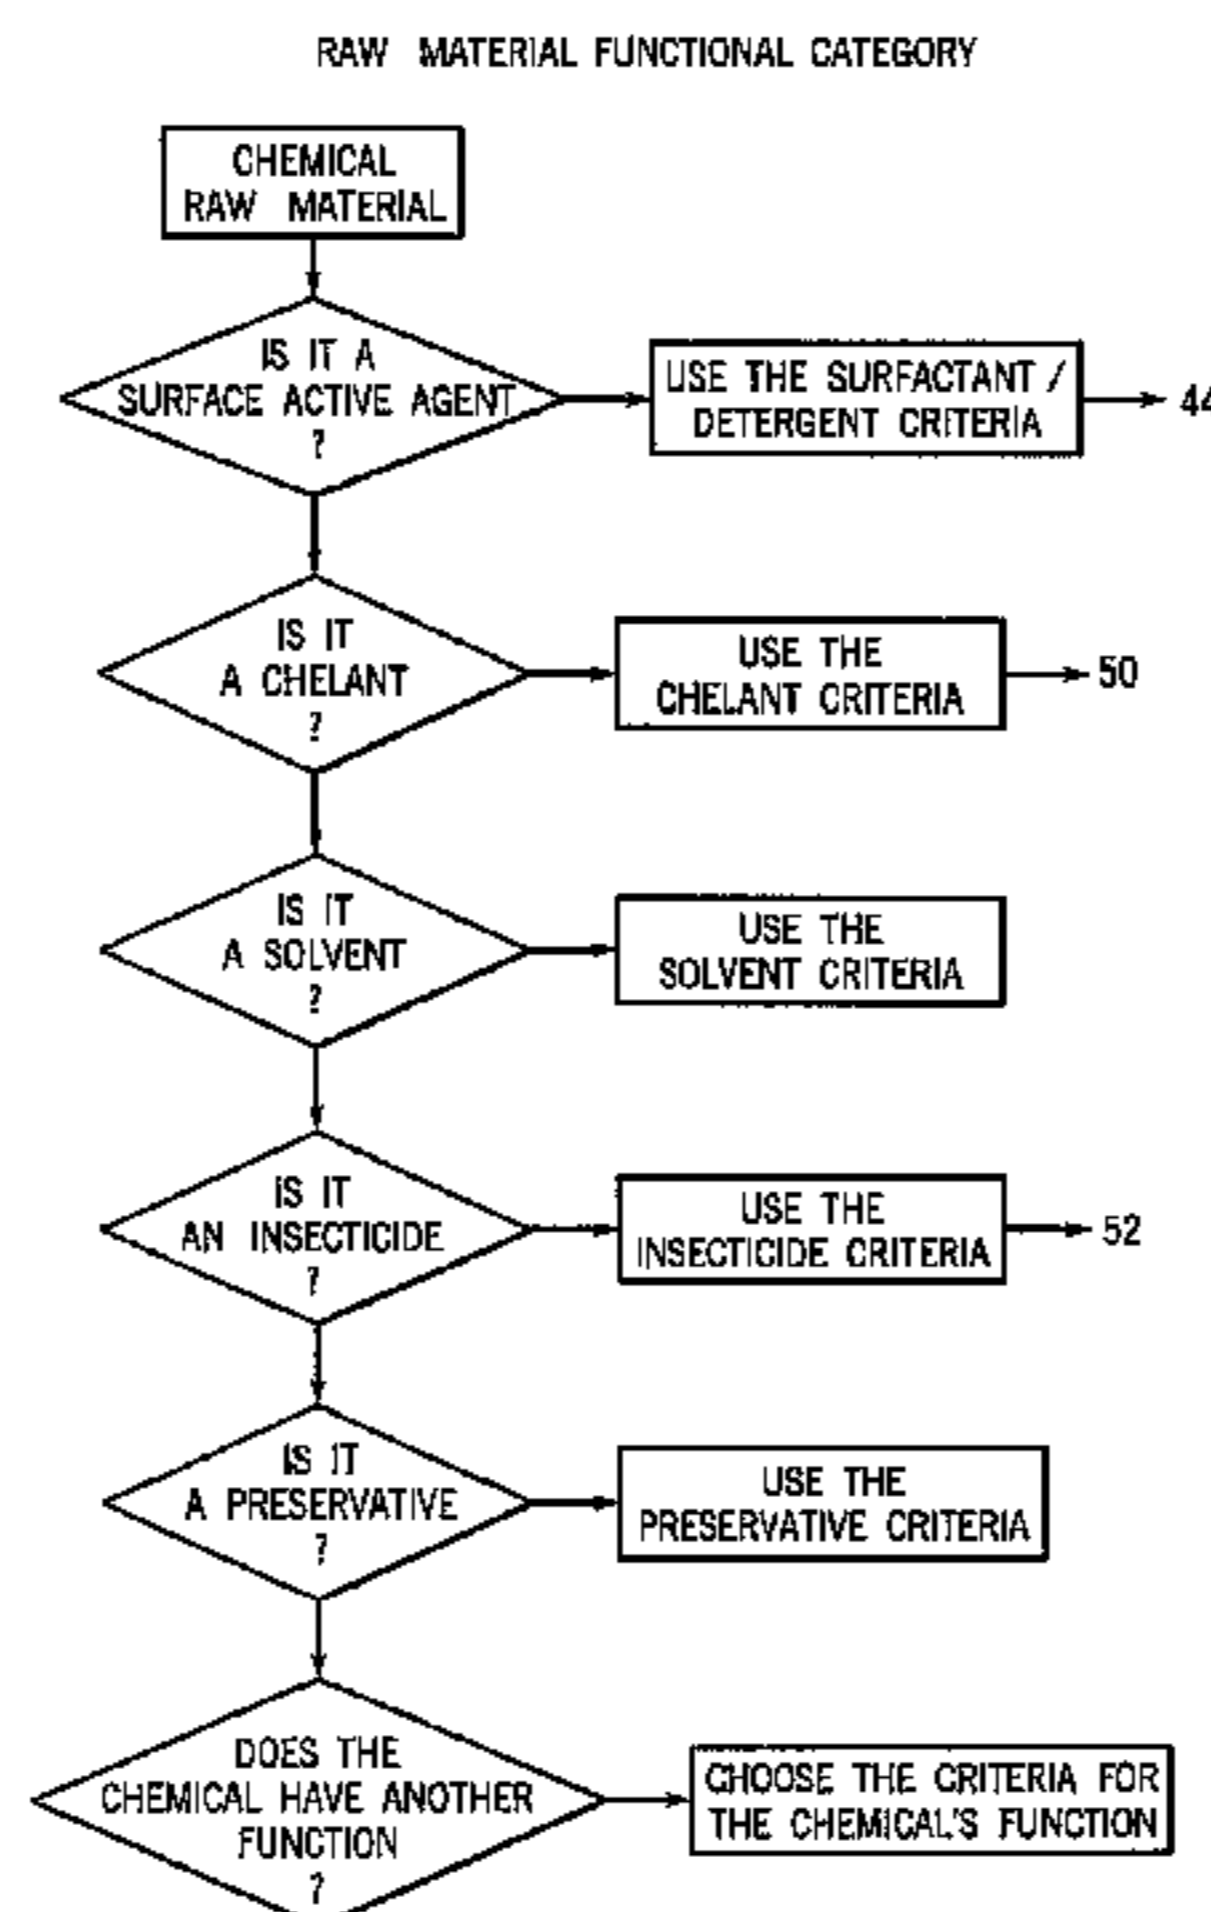 RAW MATERIAL FUNCTIONAL CATEGORY
CHEMICAL
RAW MATERIAL
IS IT A
SURFACE ACTIVE AGENT
?
USE THE SURFACTANT /
DETERGENT CRITERIA
44
IS IT
A CHELANT
?
USE THE
CHELANT CRITERIA
50
IS IT
A SOLVENT
?
USE THE
SOLVENT CRITERIA
IS IT
AN INSECTICIDE
?
USE THE
INSECTICIDE CRITERIA
52
IS IT
A PRESERVATIVE
?
USE THE
PRESERVATIVE CRITERIA
DOES THE
CHEMICAL HAVE ANOTHER
FUNCTION
?
CHOOSE THE CRITERIA FOR
THE CHEMICAL'S FUNCTION